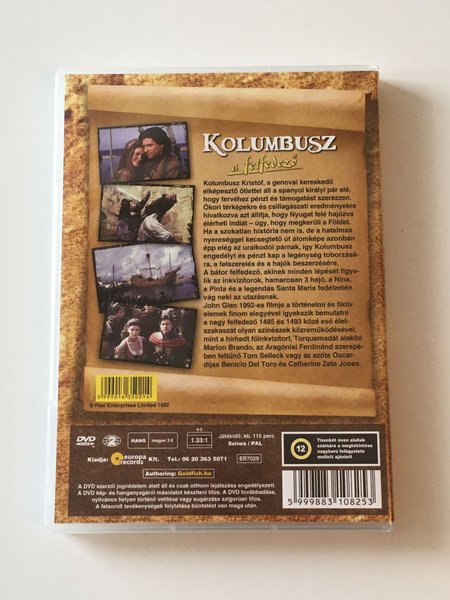 KOLUMBUSZ
a felfedező
Kolumbusz Kristóf, a genovai kereskedő
elképesztő ötlettel áll a spanyol királyi pár elé,
hogy tervéhez pénzt és támogatást szerezzen.
Ókori térképekre és csillagászati eredményekre
hivatkozva azt állítja, hogy Nyugat felé hajózva
elérheti Indiát – úgy, hogy megkerüli a Földet.
Ha a szokatlan história nem is, de a hatalmas
nyereséggel kecsegtető út álomképe azonban
épp elég az uralkodói párnak, így Kolumbusz
engedélyt és pénzt kap a legénység toborzásá-
ra, a felszerelés és a hajók beszerzésére.
A bátor felfedező, akinek minden lépését figye-
lik az inkvizítorok, hamarosan 3 hajó, a Nina,
a Pinta és a legendás Santa Maria fedélzetén
vág neki az utazásnak.
John Glen 1992-es filmje a történelmi és fiktív
elemek finom elegyével igyekszik bemutatni
a nagy felfedező 1485 és 1493 közé eső élet-
szakaszát olyan színészek közreműködésével,
mint a hírhedt főinkvizítort, Torquemadát alakító
Marlon Brando, az Aragóniai Ferdinánd szerepé-
ben feltűnő Tom Selleck vagy az azóta Oscar-
díjas Benicio Del Toro és Catherine Zeta Jones.
5 999016 350214
© Peel Enterprises Limited 1992
DVD
2
HANG
magyar 2.0
4:3
1.33:1
Játékidő: kb. 115 perc
Színes / PAL
12
Tizenkét éven aluliak
számára a megtekintése
nagykorú felügyelete
mellett ajánlott
Kiadja:
europa
records
Kft.
Tel.: 06 20 363 5071
ER7029
Authoring: Goldfish.hu
A DVD szerzői jogvédelem alatt áll és csak otthoni lejátszása engedélyezett.
A DVD kép- és hanganyagáról másolatot készíteni tilos. A DVD továbbadása,
nyilvános helyen történő vetítése vagy sugárzása szigorúan tilos.
A felsorolt tevékenységek folytatása büntetést von maga után.
5 999883 108253